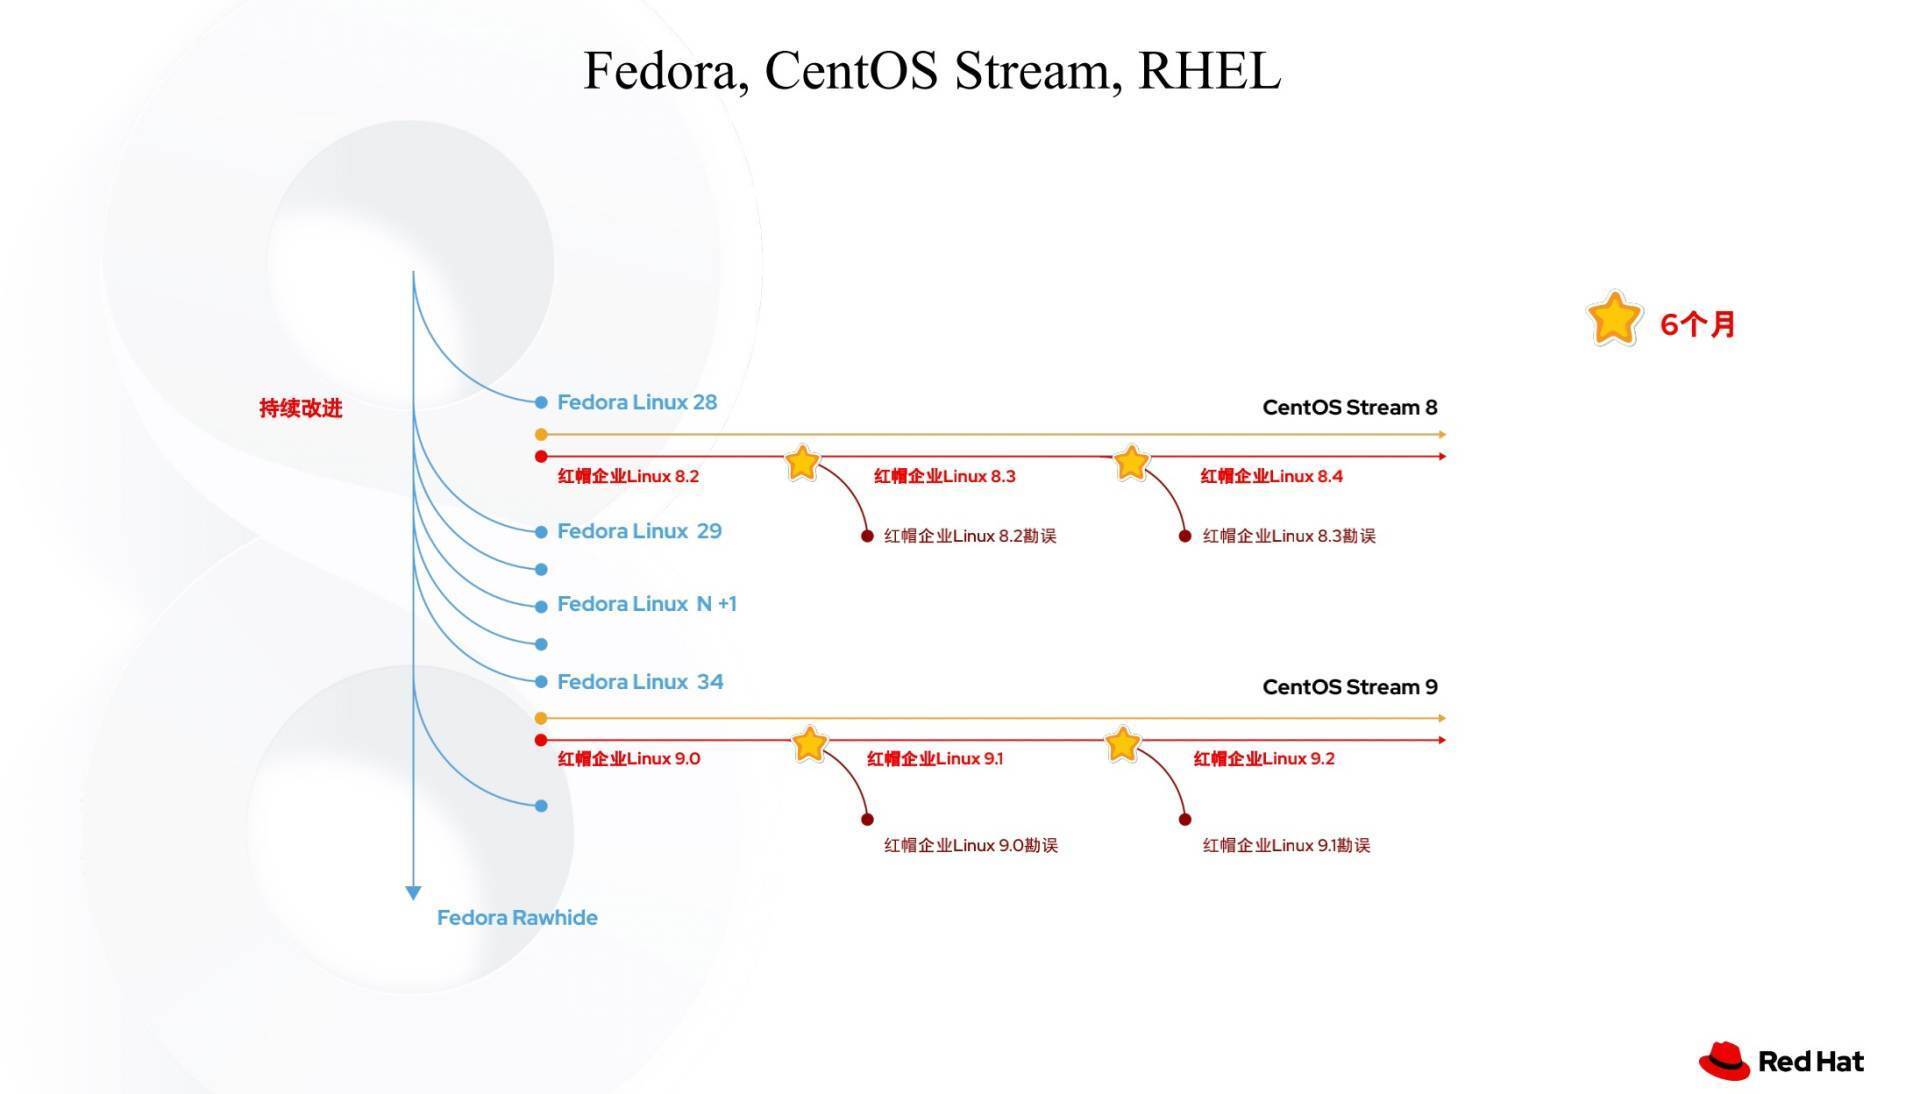 Fedora, CentOS Stream, RHEL
6个月
持续改进
Fedora Linux 28
CentOS Stream 8
红帽企业Linux 8.2
红帽企业Linux 8.3
红帽企业Linux 8.4
Fedora Linux 29
红帽企业Linux 8.2勘误
红帽企业Linux 8.3勘误
Fedora Linux N +1
Fedora Linux 34
CentOS Stream 9
红帽企业Linux 9.0
红帽企业Linux 9.1
红帽企业Linux 9.2
红帽企业Linux 9.0勘误
红帽企业Linux 9.1勘误
Fedora Rawhide
Red Hat